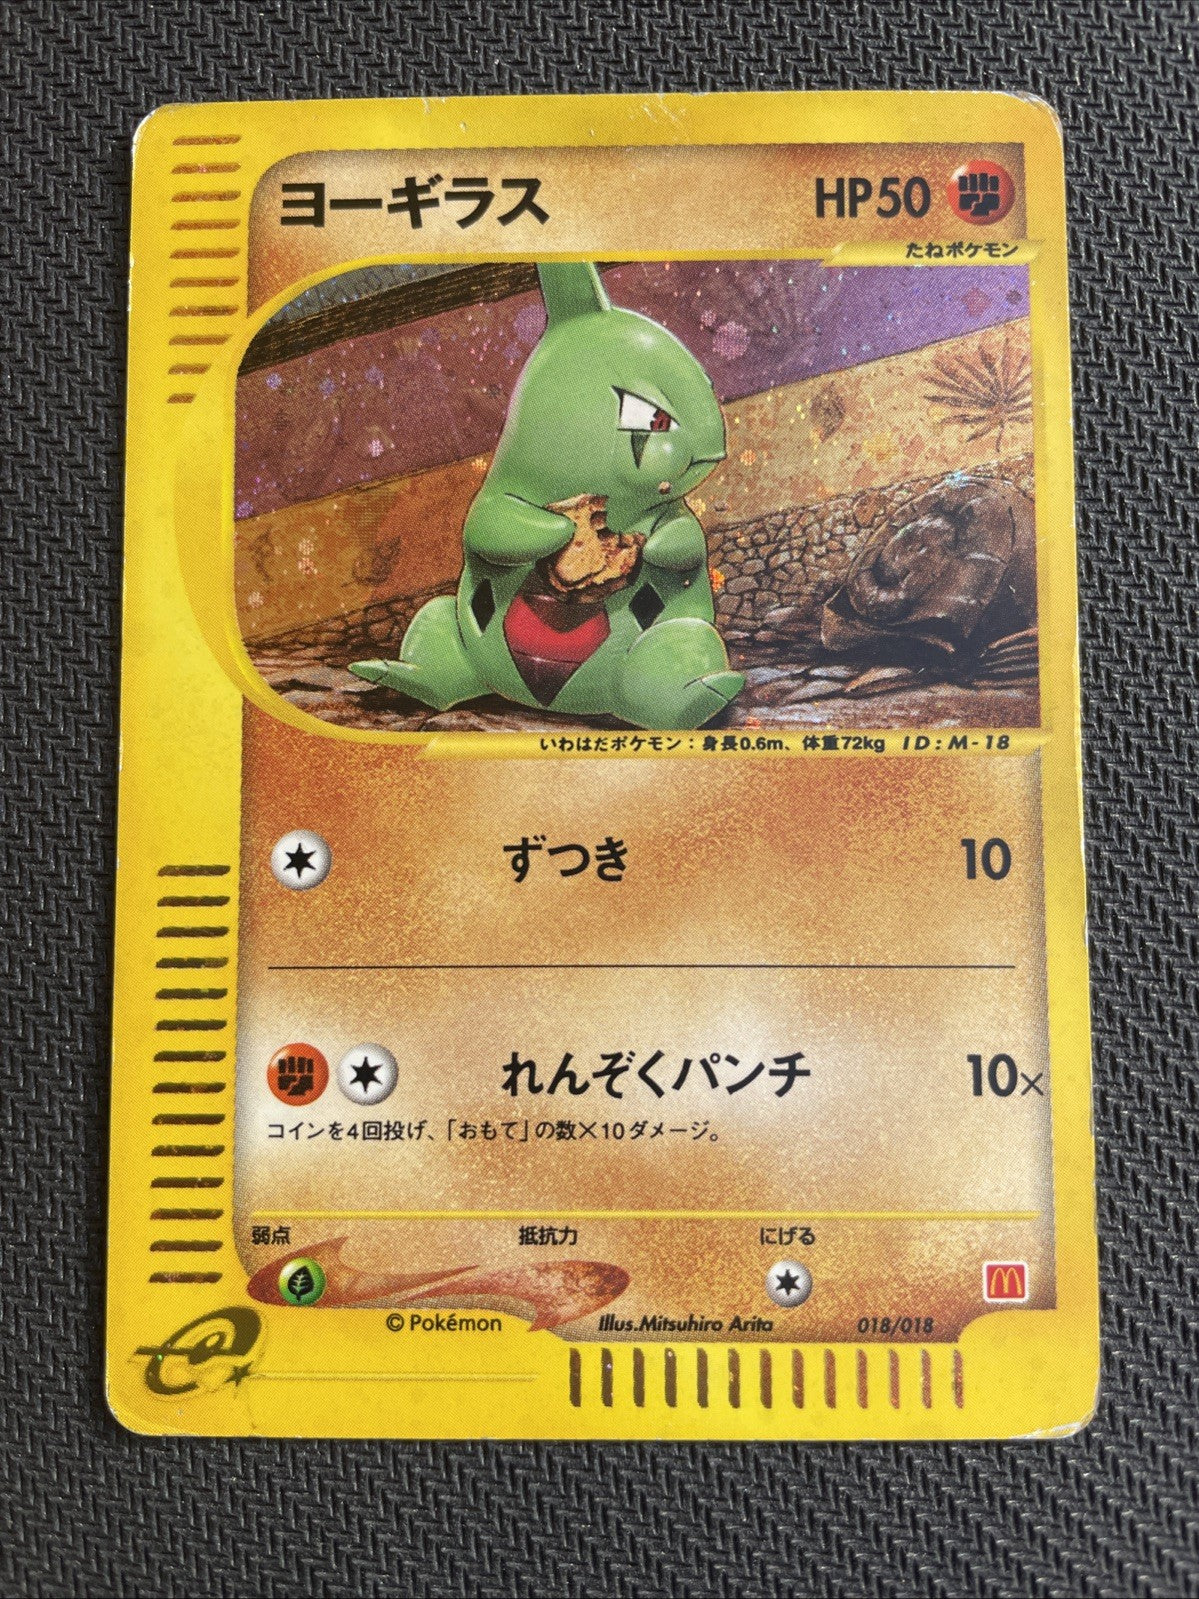 ヨーギラス HP50
たねポケモン
いわはだポケモン：身長0.6m、体重72kg ID:M-18
ずつき 10
れんぞくパンチ 10×
コインを4回投げ、「おもて」の数×10ダメージ。
弱点 抵抗力 にげる
©Pokémon Illus.Mitsuhiro Arita 018/018